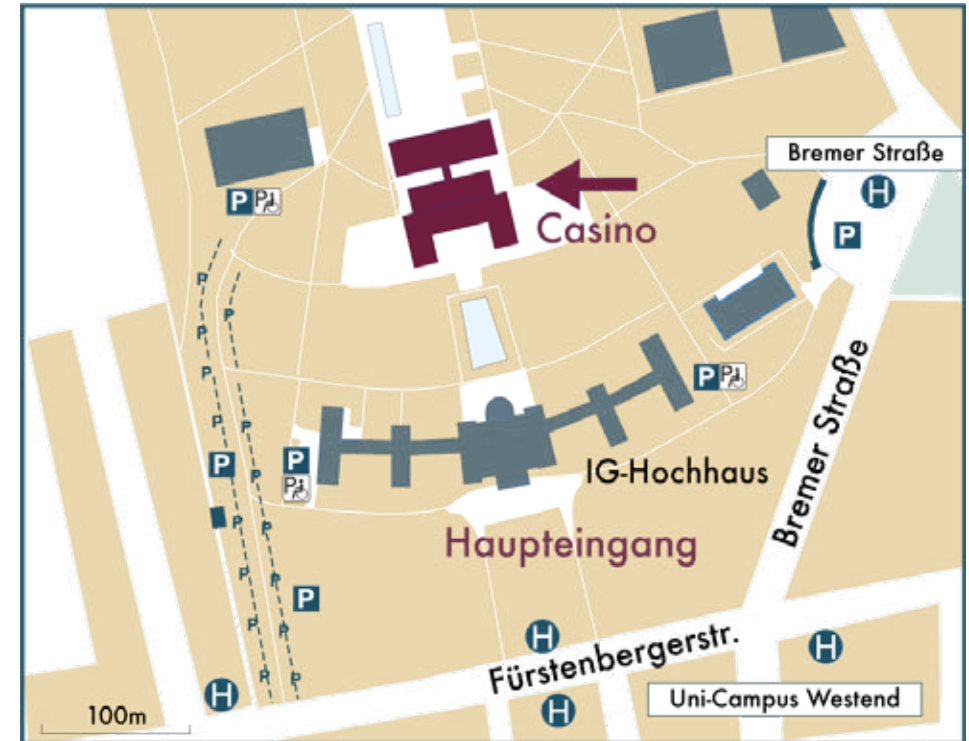 Bremer Straße
H
P
Casino
P P
P
P
P
P
P
P
P
P
P
IG-Hochhaus
Bremer Straße
P
P
P
P
P
Haupteingang
P
P
P
P
P
P
P
P
H
H
Fürstenbergerstr.
P
P
H
H
Uni-Campus Westend
100m